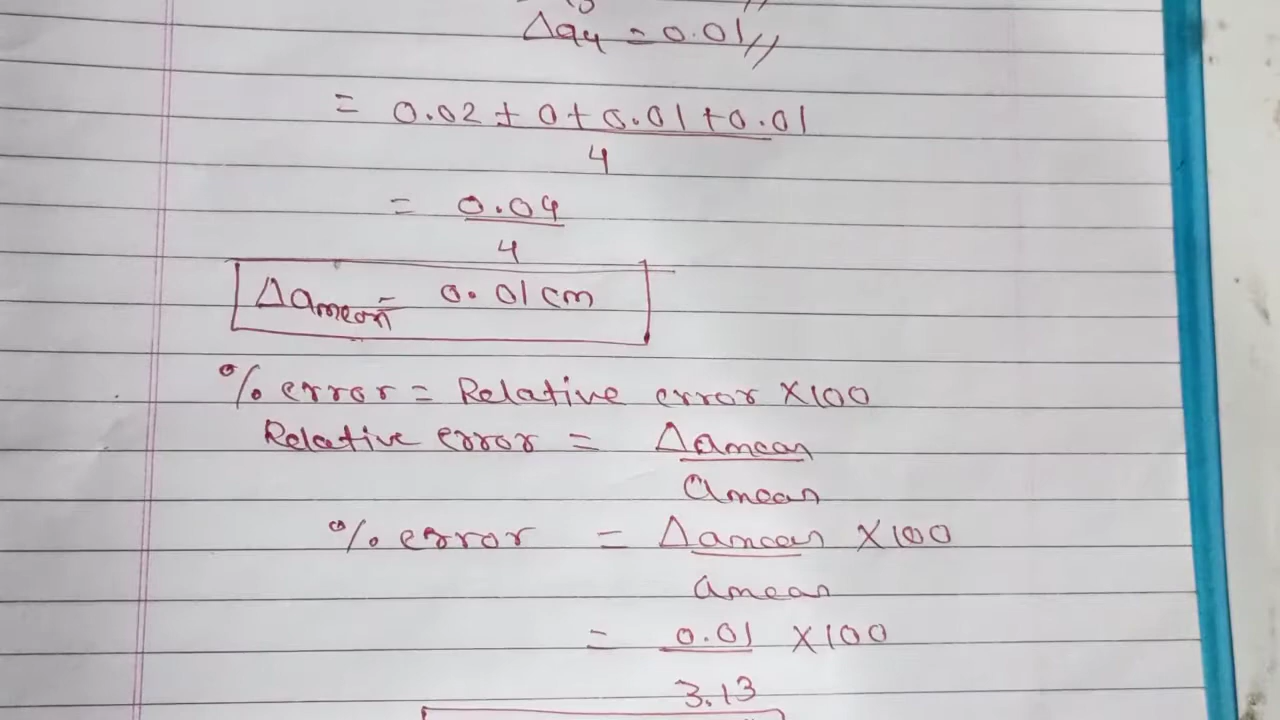 Δa4 = 0.01//
= 0.02 + 0 + 0.01 + 0.01
4
= 0.04
4
Δamean = 0.01 cm
% error = Relative error X100
Relative error = Δamean
amean
% error = Δamean X100
amean
= 0.01 X100
3.13